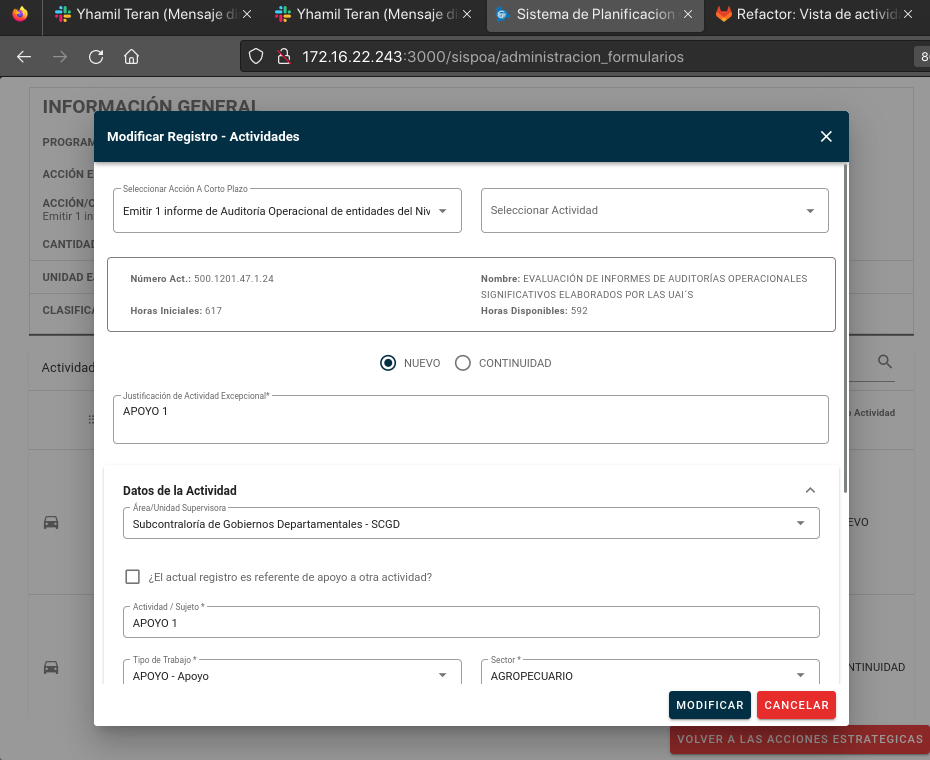 Yhamil Teran (Mensaje di
Yhamil Teran (Mensaje di
Sistema de Planificacion
Refactor: Vista de activid
172.16.22.243:3000/sispoa/administracion_formularios
INFORMACIÓN GENERAL
PROGRAM
ACCIÓN E
ACCIÓN/C
Emitir 1 in
CANTIDAD
UNIDAD E
CLASIFICA
Actividad
Modificar Registro - Actividades
Seleccionar Acción A Corto Plazo
Emitir 1 informe de Auditoría Operacional de entidades del Niv
Seleccionar Actividad
Número Act.: 500.1201.47.1.24
Nombre: EVALUACIÓN DE INFORMES DE AUDITORÍAS OPERACIONALES
SIGNIFICATIVOS ELABORADOS POR LAS UAI´S
Horas Iniciales: 617
Horas Disponibles: 592
NUEVO
CONTINUIDAD
Justificación de Actividad Excepcional*
APOYO 1
Actividad
Datos de la Actividad
Área/Unidad Supervisora
Subcontraloría de Gobiernos Departamentales - SCGD
EVO
¿El actual registro es referente de apoyo a otra actividad?
Actividad / Sujeto *
APOYO 1
Tipo de Trabajo *
APOYO - Apoyo
Sector *
AGROPECUARIO
NTINUIDAD
MODIFICAR
CANCELAR
VOLVER A LAS ACCIONES ESTRATEGICAS